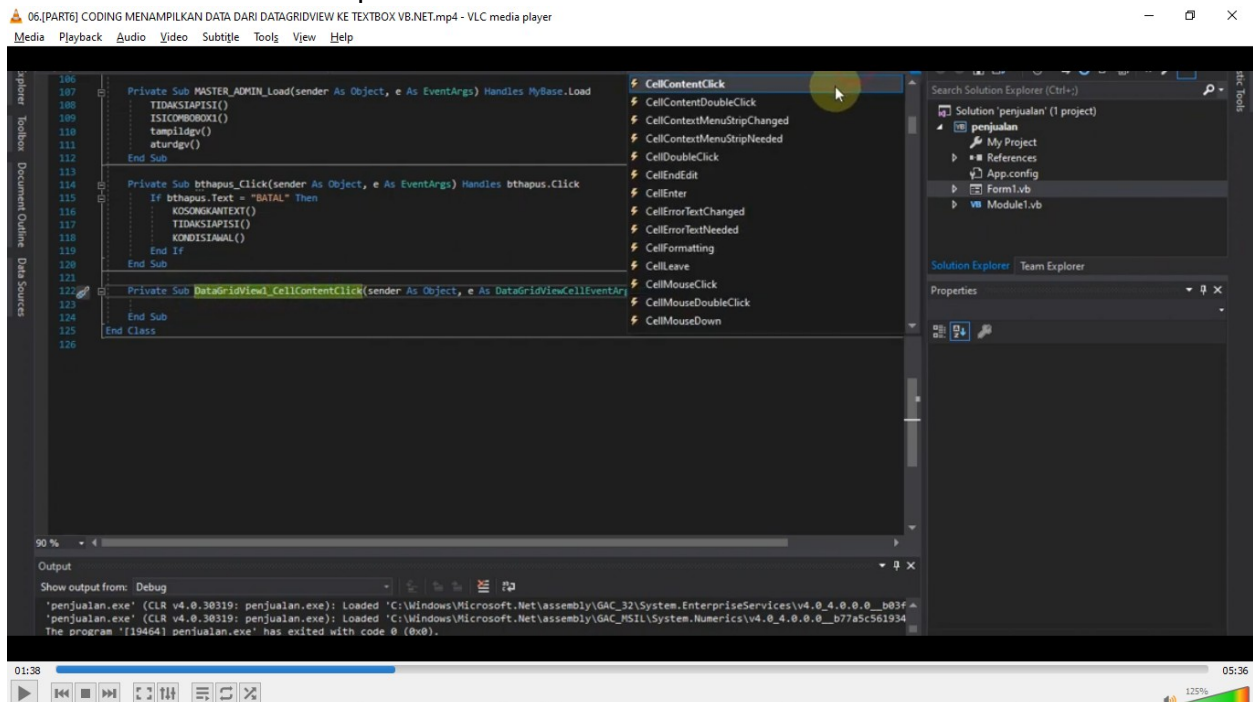 06.[PART6] CODING MENAMPILKAN DATA DARI DATAGRIDVIEW KE TEXTBOX VB.NET.mp4 - VLC media player
Media Playback Audio Video Subtitle Tools View Help
106
107 Private Sub MASTER_ADMIN_Load(sender As Object, e As EventArgs) Handles MyBase.Load
108 TIDAKSIAPISI()
109 ISICOMBOBOX1()
110 tampildgv()
111 aturdgv()
112 End Sub
113
114 Private Sub bthapus_Click(sender As Object, e As EventArgs) Handles bthapus.Click
115 If bthapus.Text = "BATAL" Then
116 KOSONGKANTEXT()
117 TIDAKSIAPISI()
118 KONDISIAWAL()
119 End If
120 End Sub
121
122 Private Sub DataGridView1_CellContentClick(sender As Object, e As DataGridViewCellEventArg
123
124 End Sub
125 End Class
126
CellContentClick
CellContentDoubleClick
CellContextMenuStripChanged
CellContextMenuStripNeeded
CellDoubleClick
CellEndEdit
CellEnter
CellErrorTextChanged
CellErrorTextNeeded
CellFormatting
CellLeave
CellMouseClick
CellMouseDoubleClick
CellMouseDown
Search Solution Explorer (Ctrl+;)
Solution 'penjualan' (1 project)
penjualan
My Project
References
App.config
Form1.vb
Module1.vb
Solution Explorer Team Explorer
Properties
xplorer
Toolbox
Document Outline
Data Sources
stic Tools
90 %
Output
Show output from: Debug
'penjualan.exe' (CLR v4.0.30319: penjualan.exe): Loaded 'C:\Windows\Microsoft.Net\assembly\GAC_32\System.EnterpriseServices\v4.0_4.0.0.0__b03f
'penjualan.exe' (CLR v4.0.30319: penjualan.exe): Loaded 'C:\Windows\Microsoft.Net\assembly\GAC_MSIL\System.Numerics\v4.0_4.0.0.0__b77a5c561934
The program '[19464] penjualan.exe' has exited with code 0 (0x0).
01:38
05:36
125%